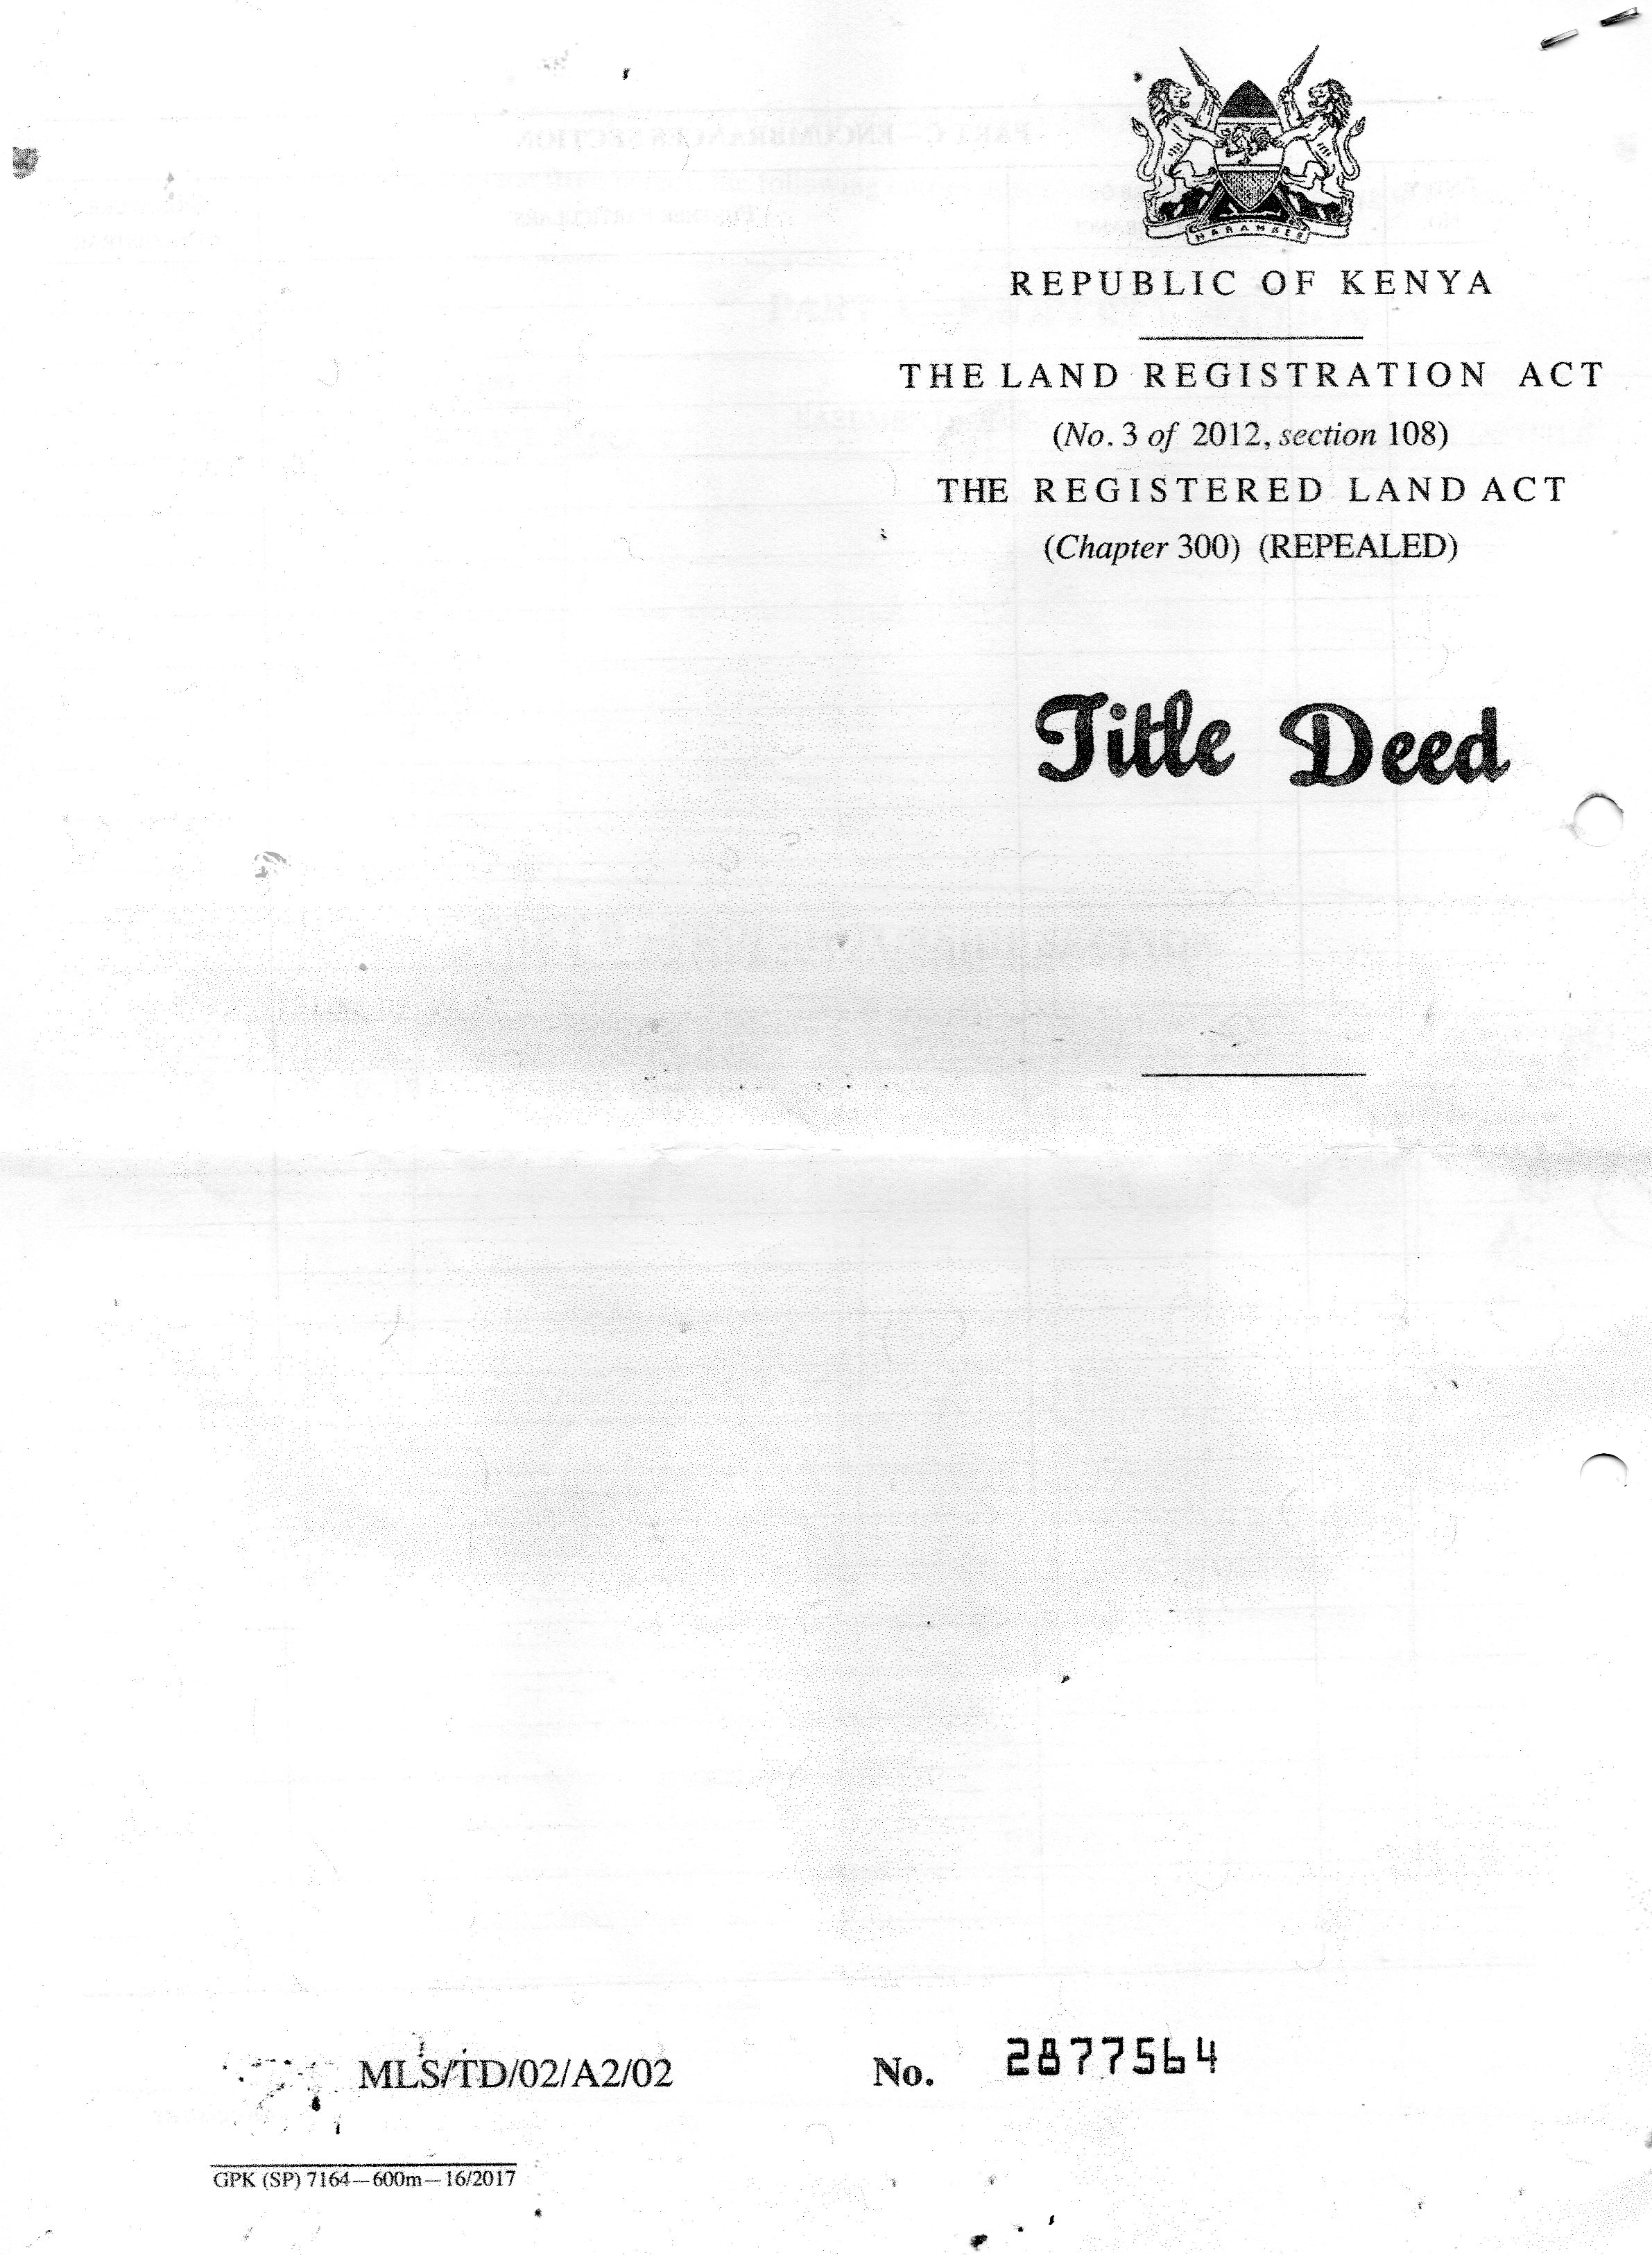 HARAMBEE
REPUBLIC OF KENYA
THE LAND REGISTRATION ACT
(No. 3 of 2012, section 108)
THE REGISTERED LAND ACT
(Chapter 300) (REPEALED)
Title Deed
MLS/TD/02/A2/02 No. 2877564
GPK (SP) 7164—600m—16/2017